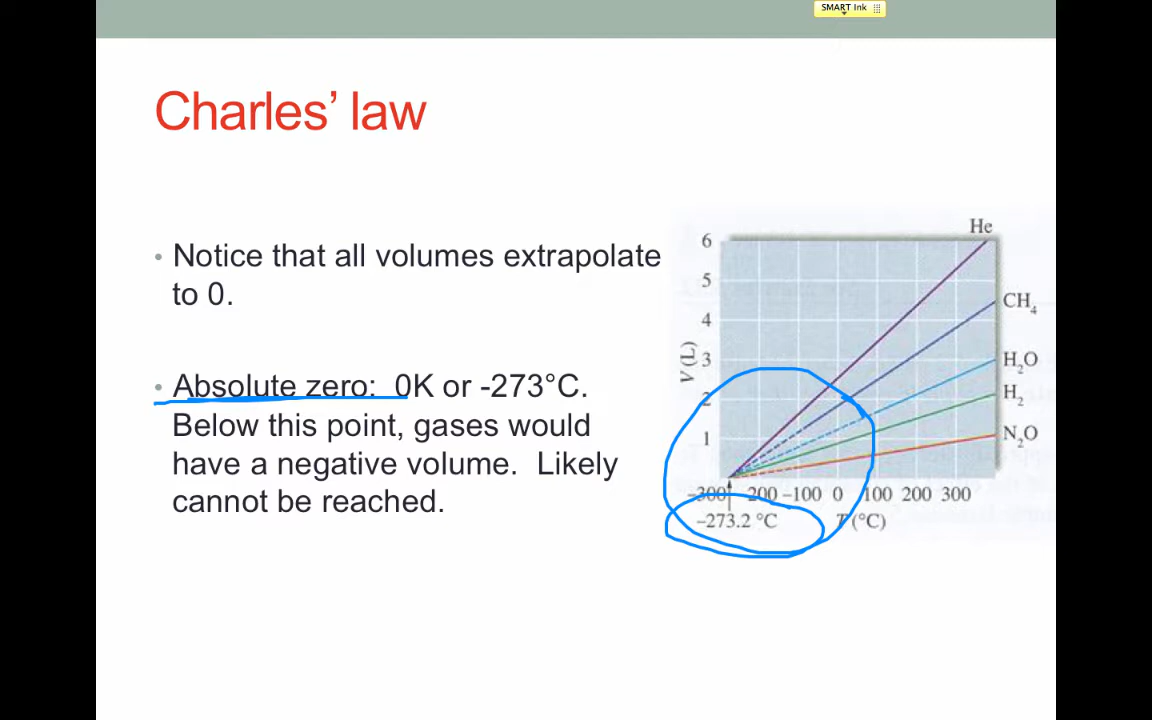 SMART Ink
Charles’ law
• Notice that all volumes extrapolate
to 0.
• Absolute zero: 0K or -273°C.
Below this point, gases would
have a negative volume. Likely
cannot be reached.
He
6
5
4
3
2
1
V (L)
CH₄
H₂O
H₂
N₂O
–300 200 –100 0 100 200 300
–273.2 °C T (°C)